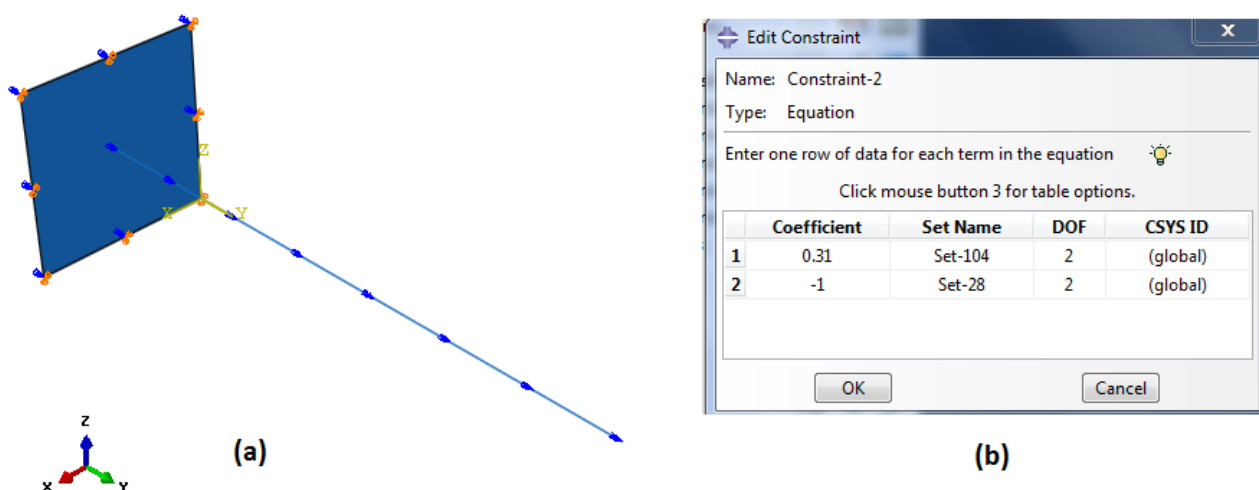 Z
X
Y
Z
X
Y
(a)
Edit Constraint
X
Name: Constraint-2
Type: Equation
Enter one row of data for each term in the equation
Click mouse button 3 for table options.
Coefficient Set Name DOF CSYS ID
1 0.31 Set-104 2 (global)
2 -1 Set-28 2 (global)
OK Cancel
(b)